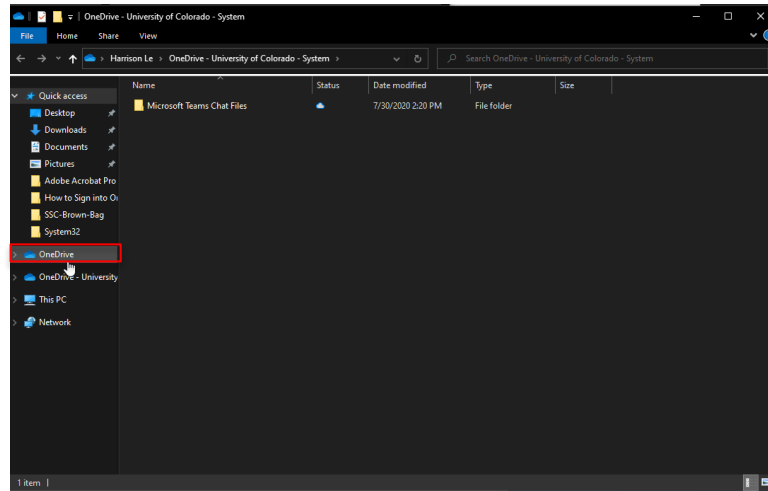 OneDrive - University of Colorado - System
File Home Share View
Harrison Le > OneDrive - University of Colorado - System > Search OneDrive - University of Colorado - System
Name Status Date modified Type Size
Quick access
Microsoft Teams Chat Files 7/30/2020 2:20 PM File folder
Desktop
Downloads
Documents
Pictures
Adobe Acrobat Pro
How to Sign into On
SSC-Brown-Bag
System32
OneDrive
OneDrive - University
This PC
Network
1 item